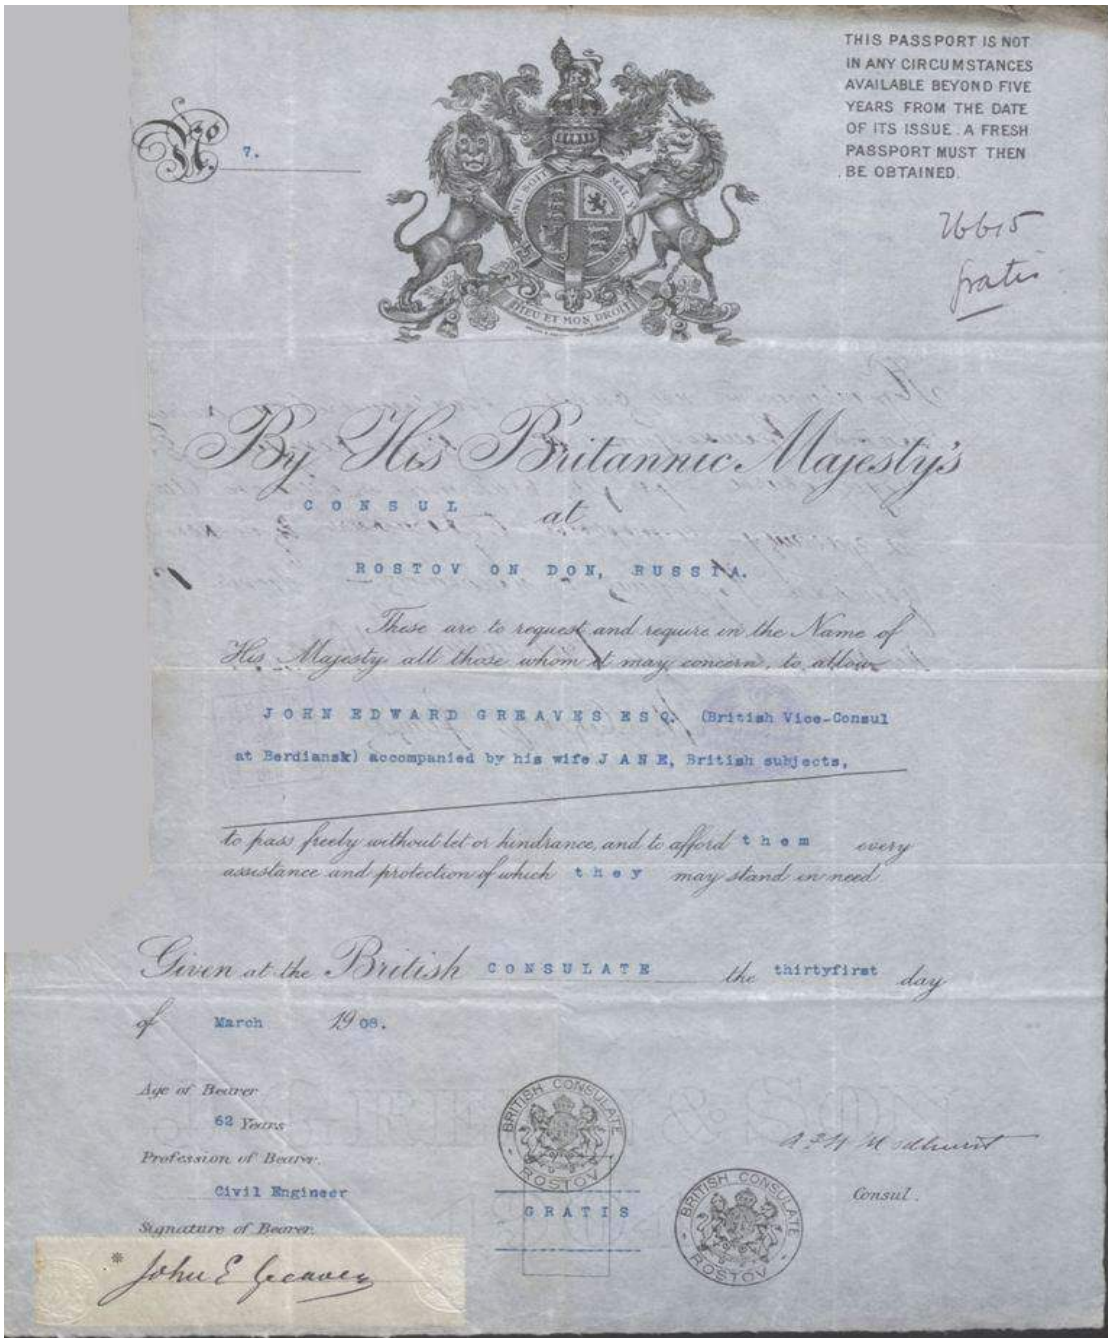 THIS PASSPORT IS NOT
IN ANY CIRCUMSTANCES
AVAILABLE BEYOND FIVE
YEARS FROM THE DATE
OF ITS ISSUE. A FRESH
PASSPORT MUST THEN
BE OBTAINED.
No. 7.
HONI SOIT MAL Y
DIEU ET MON DROIT
26615
gratis
By His Britannic Majesty's
CONSUL at
ROSTOV ON DON, RUSSIA.
These are to request and require in the Name of
His Majesty all those whom it may concern, to allow
JOHN EDWARD GREAVES ESQ. (British Vice-Consul
at Berdiansk) accompanied by his wife JANE, British subjects,
to pass freely without let or hindrance, and to afford them every
assistance and protection of which they may stand in need.
Given at the British CONSULATE the thirtyfirst day
of March 1908.
Age of Bearer
62 Years
Profession of Bearer.
Civil Engineer
Signature of Bearer.
* John E Greaves
BRITISH CONSULATE
ROSTOV
GRATIS
BRITISH CONSULATE
ROSTOV
Consul.